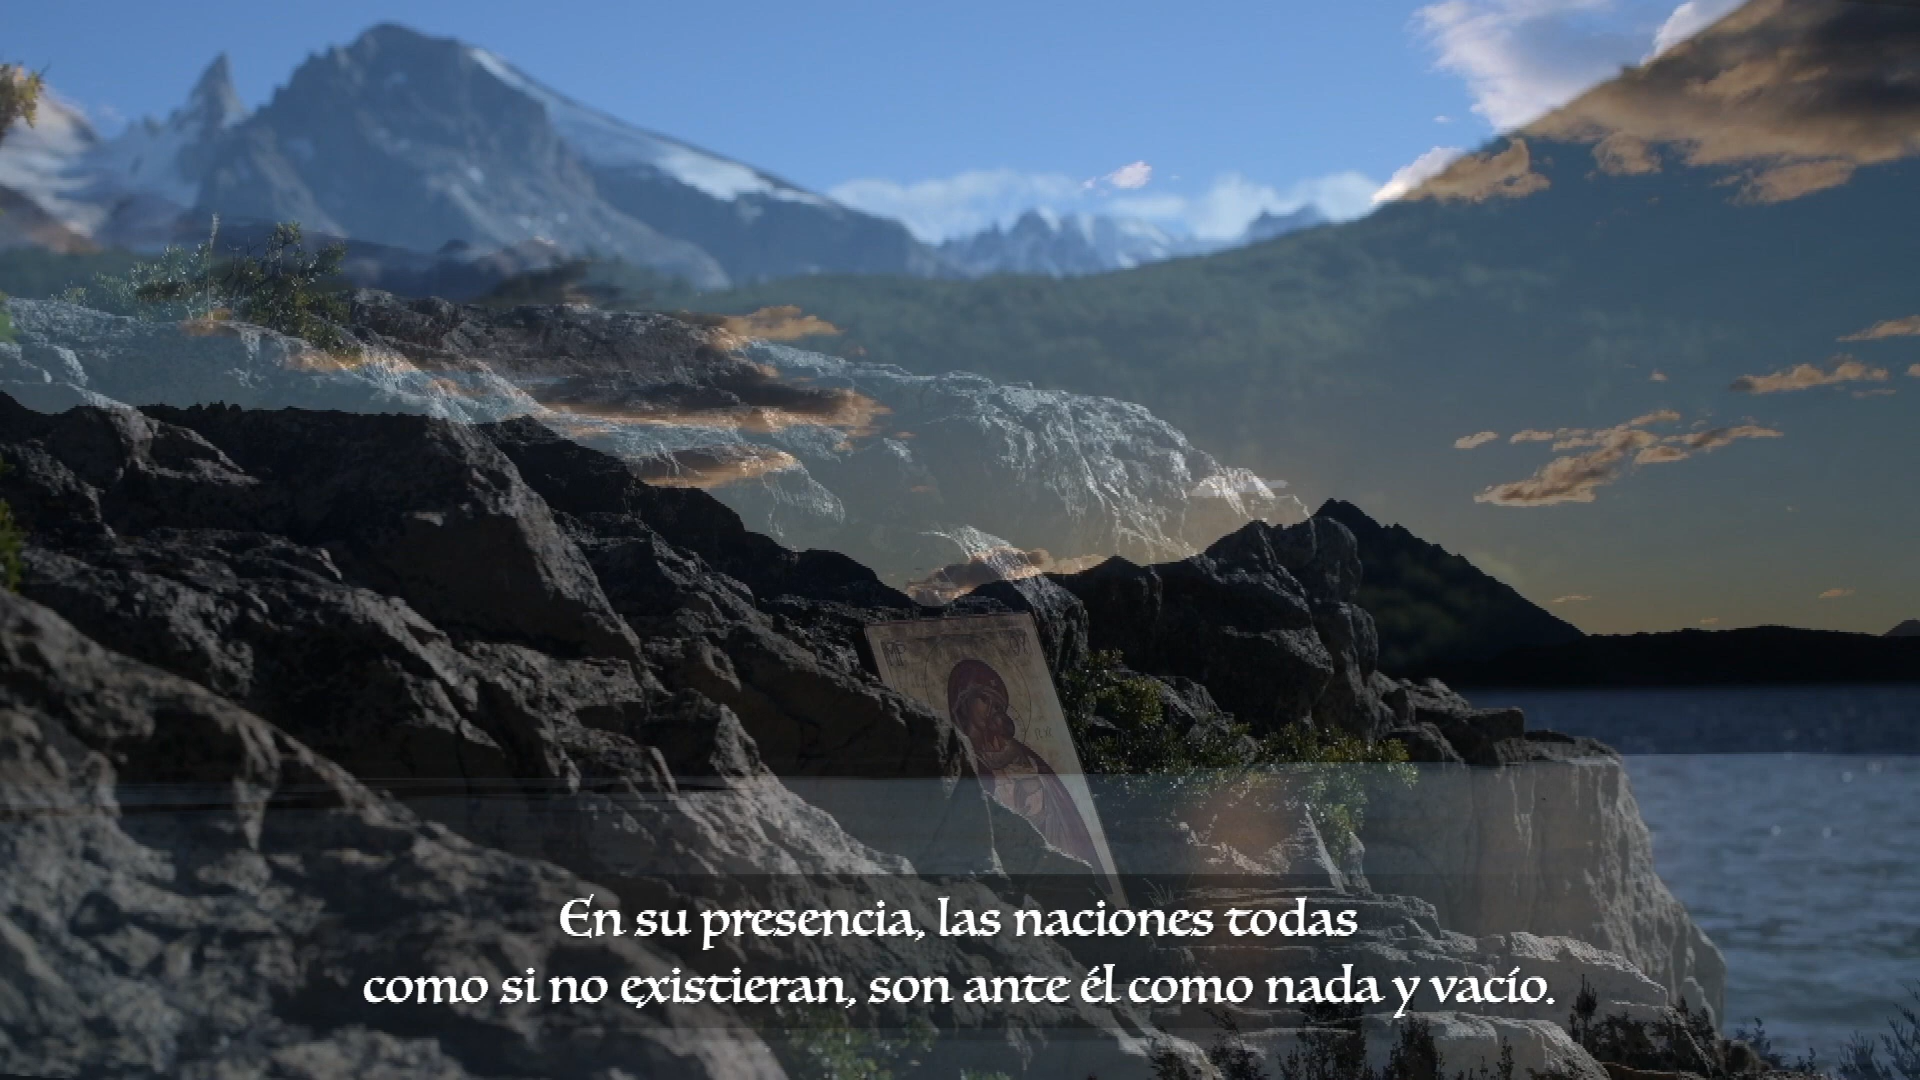 En su presencia, las naciones todas
como si no existieran, son ante él como nada y vacío.